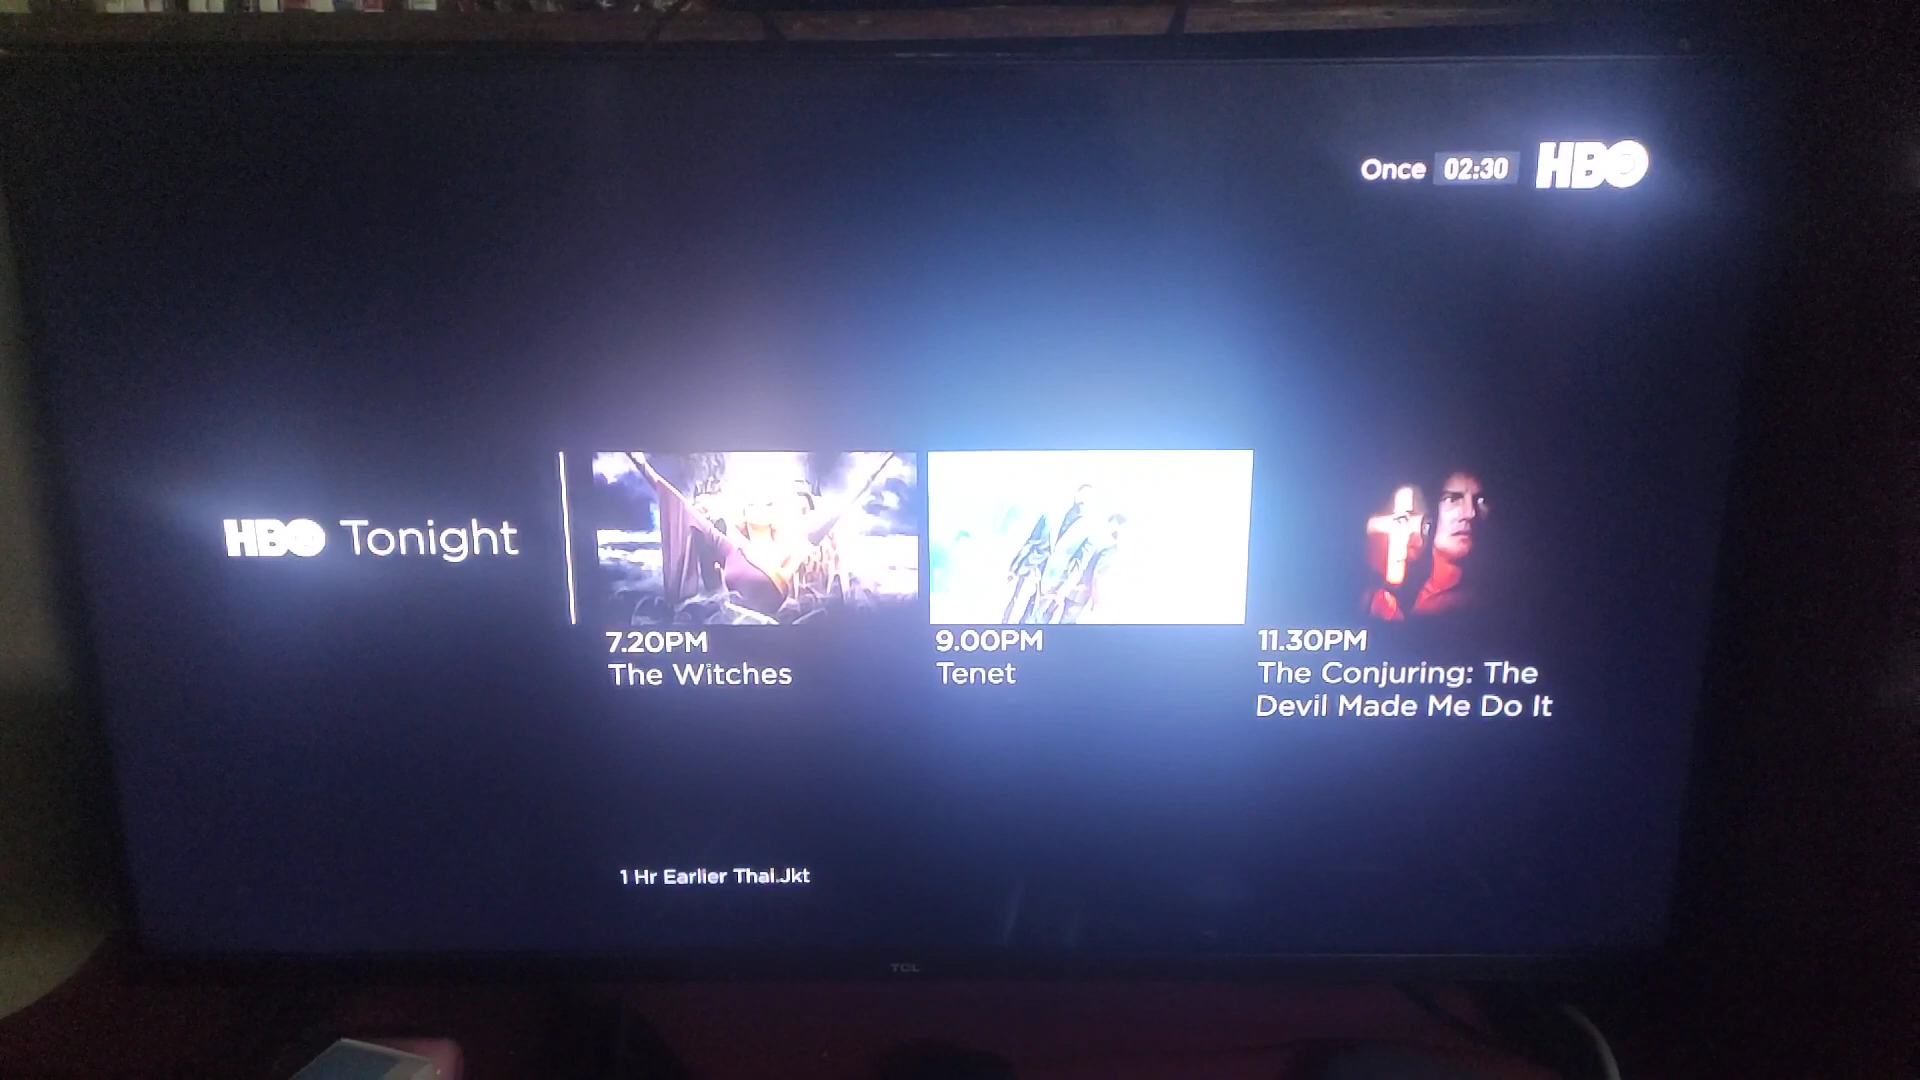 Once 02:30 HBO
HBO Tonight
7.20PM
The Witches
9.00PM
Tenet
11.30PM
The Conjuring: The
Devil Made Me Do It
1 Hr Earlier Thai.Jkt
TCL